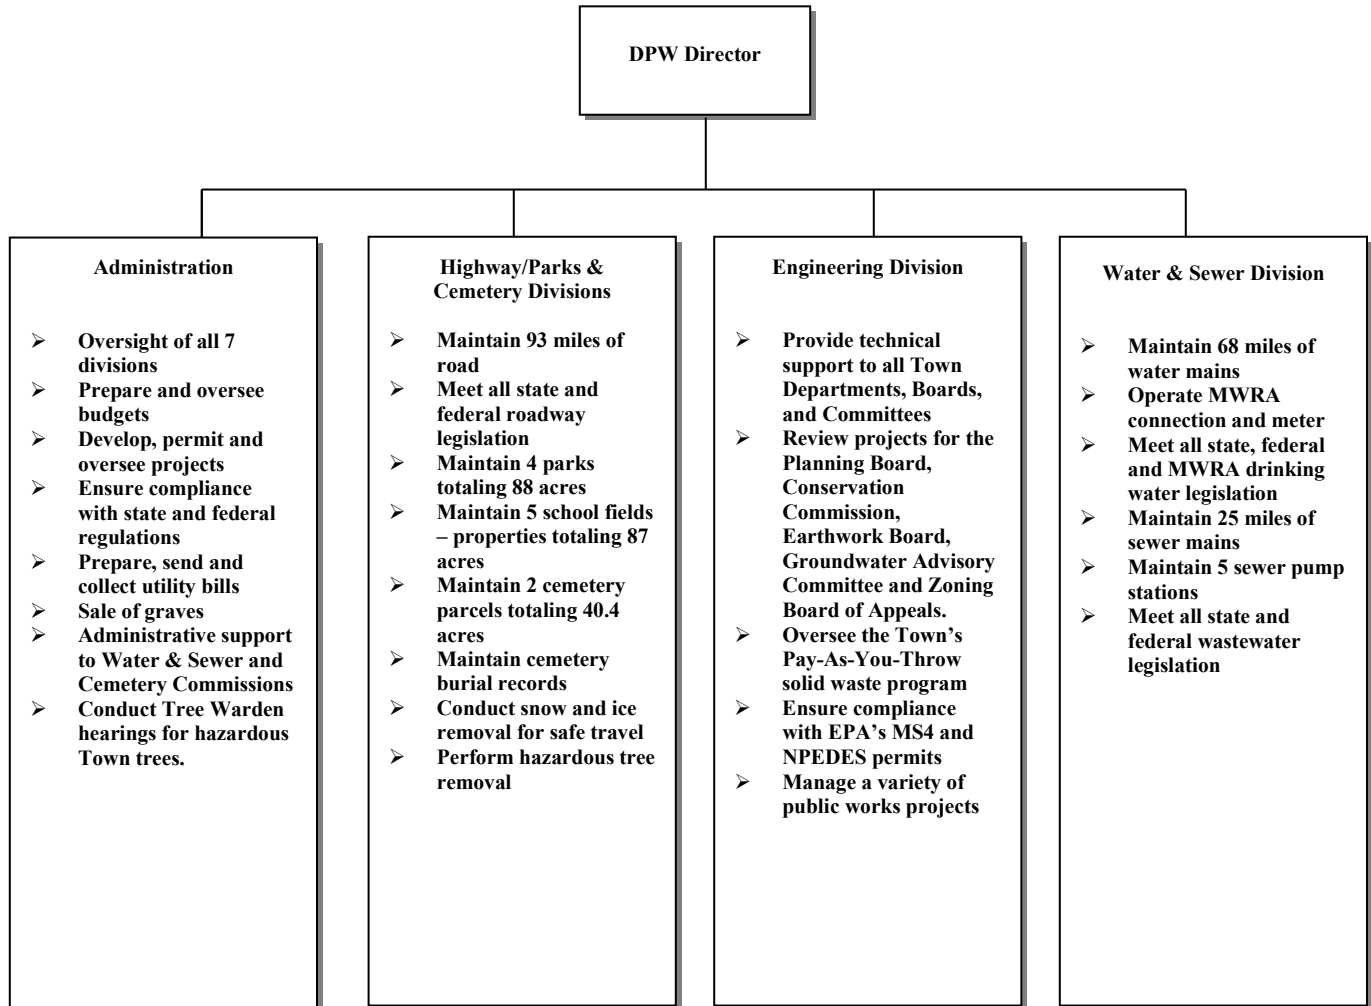 DPW Director
Administration
➢ Oversight of all 7
divisions
➢ Prepare and oversee
budgets
➢ Develop, permit and
oversee projects
➢ Ensure compliance
with state and federal
regulations
➢ Prepare, send and
collect utility bills
➢ Sale of graves
➢ Administrative support
to Water & Sewer and
Cemetery Commissions
➢ Conduct Tree Warden
hearings for hazardous
Town trees.
Highway/Parks &
Cemetery Divisions
➢ Maintain 93 miles of
road
➢ Meet all state and
federal roadway
legislation
➢ Maintain 4 parks
totaling 88 acres
➢ Maintain 5 school fields
– properties totaling 87
acres
➢ Maintain 2 cemetery
parcels totaling 40.4
acres
➢ Maintain cemetery
burial records
➢ Conduct snow and ice
removal for safe travel
➢ Perform hazardous tree
removal
Engineering Division
➢ Provide technical
support to all Town
Departments, Boards,
and Committees
➢ Review projects for the
Planning Board,
Conservation
Commission,
Earthwork Board,
Groundwater Advisory
Committee and Zoning
Board of Appeals.
➢ Oversee the Town’s
Pay-As-You-Throw
solid waste program
➢ Ensure compliance
with EPA’s MS4 and
NPEDES permits
➢ Manage a variety of
public works projects
Water & Sewer Division
➢ Maintain 68 miles of
water mains
➢ Operate MWRA
connection and meter
➢ Meet all state, federal
and MWRA drinking
water legislation
➢ Maintain 25 miles of
sewer mains
➢ Maintain 5 sewer pump
stations
➢ Meet all state and
federal wastewater
legislation